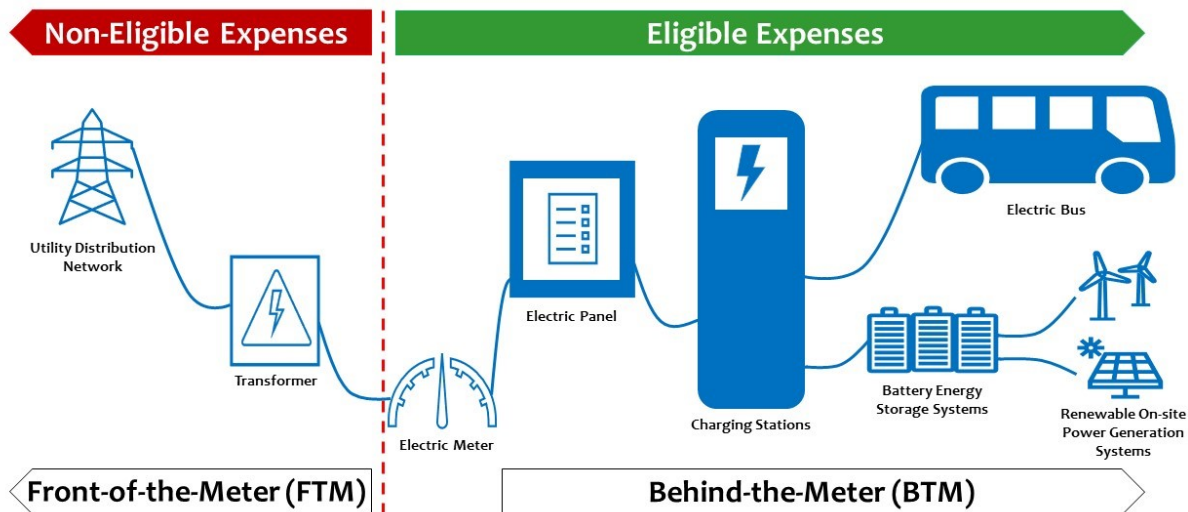 Non-Eligible Expenses
Eligible Expenses
Utility Distribution
Network
Transformer
Electric Meter
Electric Panel
Charging Stations
Electric Bus
Battery Energy
Storage Systems
Renewable On-site
Power Generation
Systems
Front-of-the-Meter (FTM)
Behind-the-Meter (BTM)